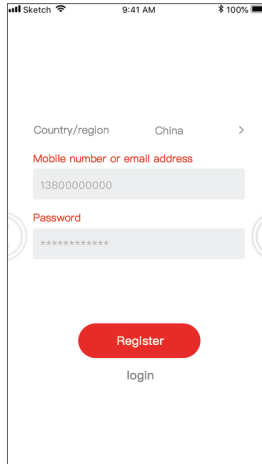 Sketch 9:41 AM 100%
Country/region China >
Mobile number or email address
13800000000
Password
************
Register
login